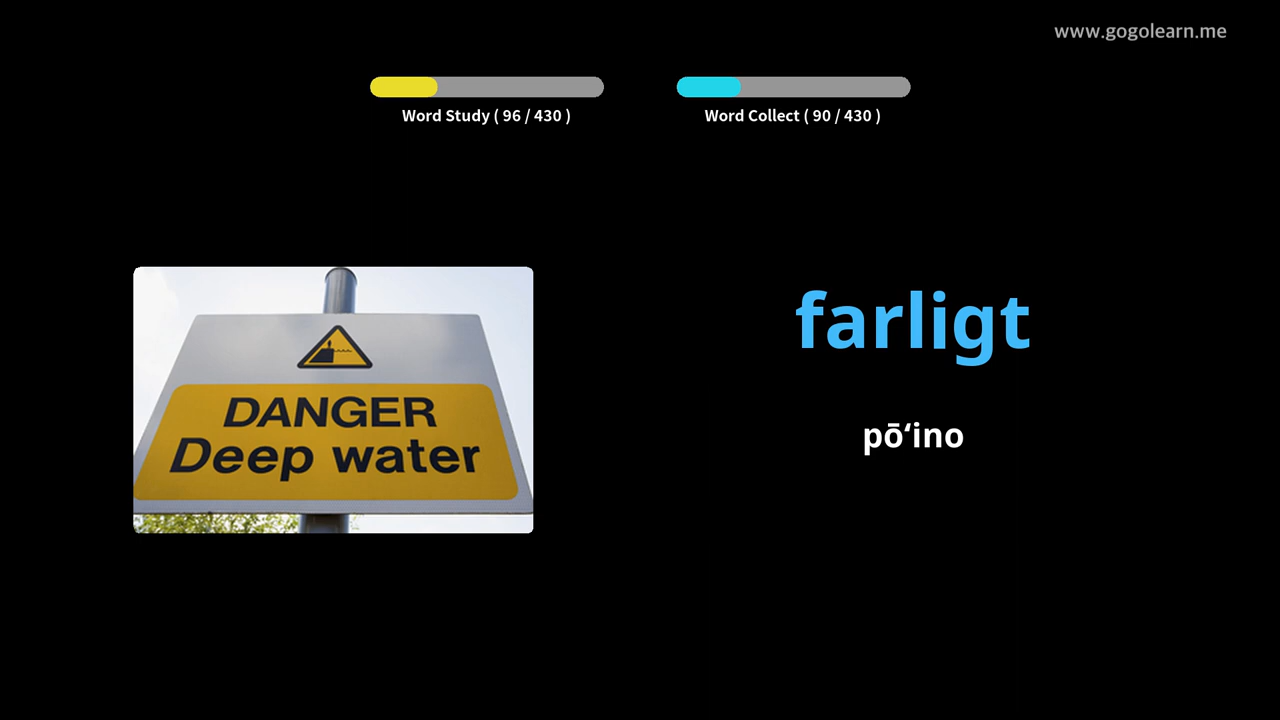 www.gogolearn.me
Word Study ( 96 / 430 )
Word Collect ( 90 / 430 )
DANGER
Deep water
farligt
pōʻino